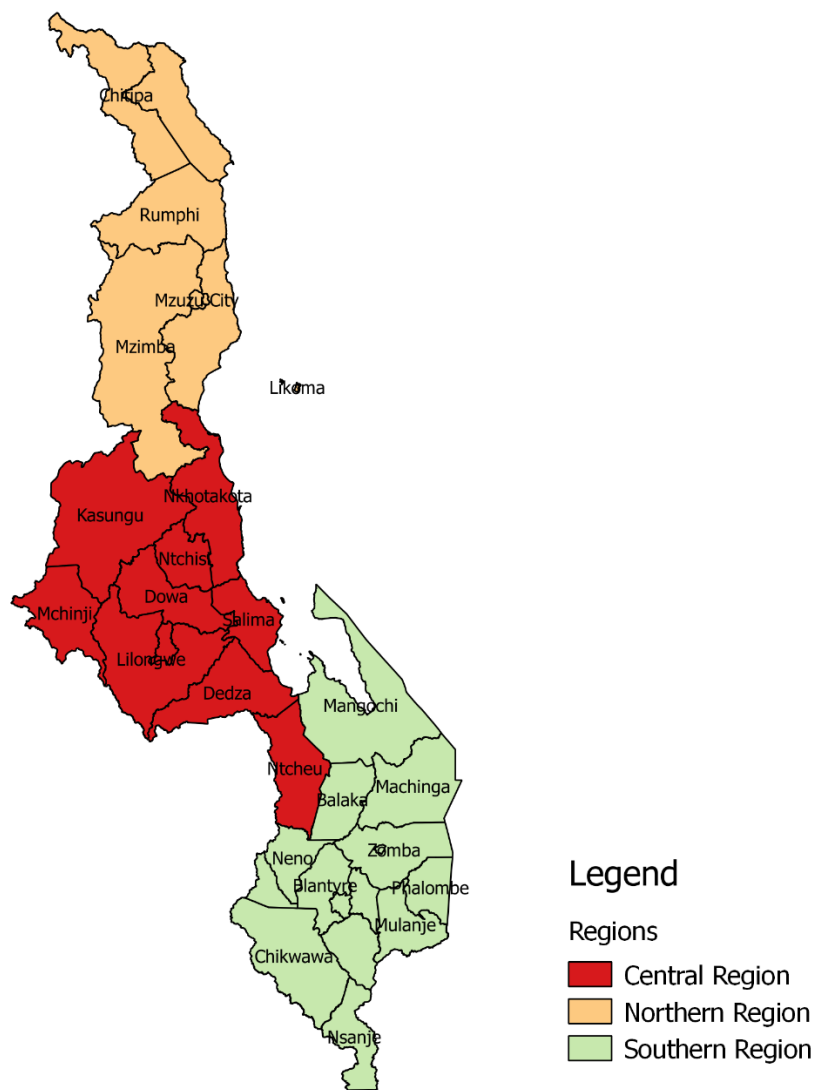 Chitipa
Rumphi
Mzuzu City
Mzimba
Likoma
Nkhotakota
Kasungu
Ntchisi
Dowa
Mchinji
Salima
Lilongwe
Dedza
Mangochi
Ntcheu
Machinga
Balaka
Zomba
Neno
Blantyre
Phalombe
Mulanje
Chikwawa
Nsanje
Legend
Regions
Central Region
Northern Region
Southern Region